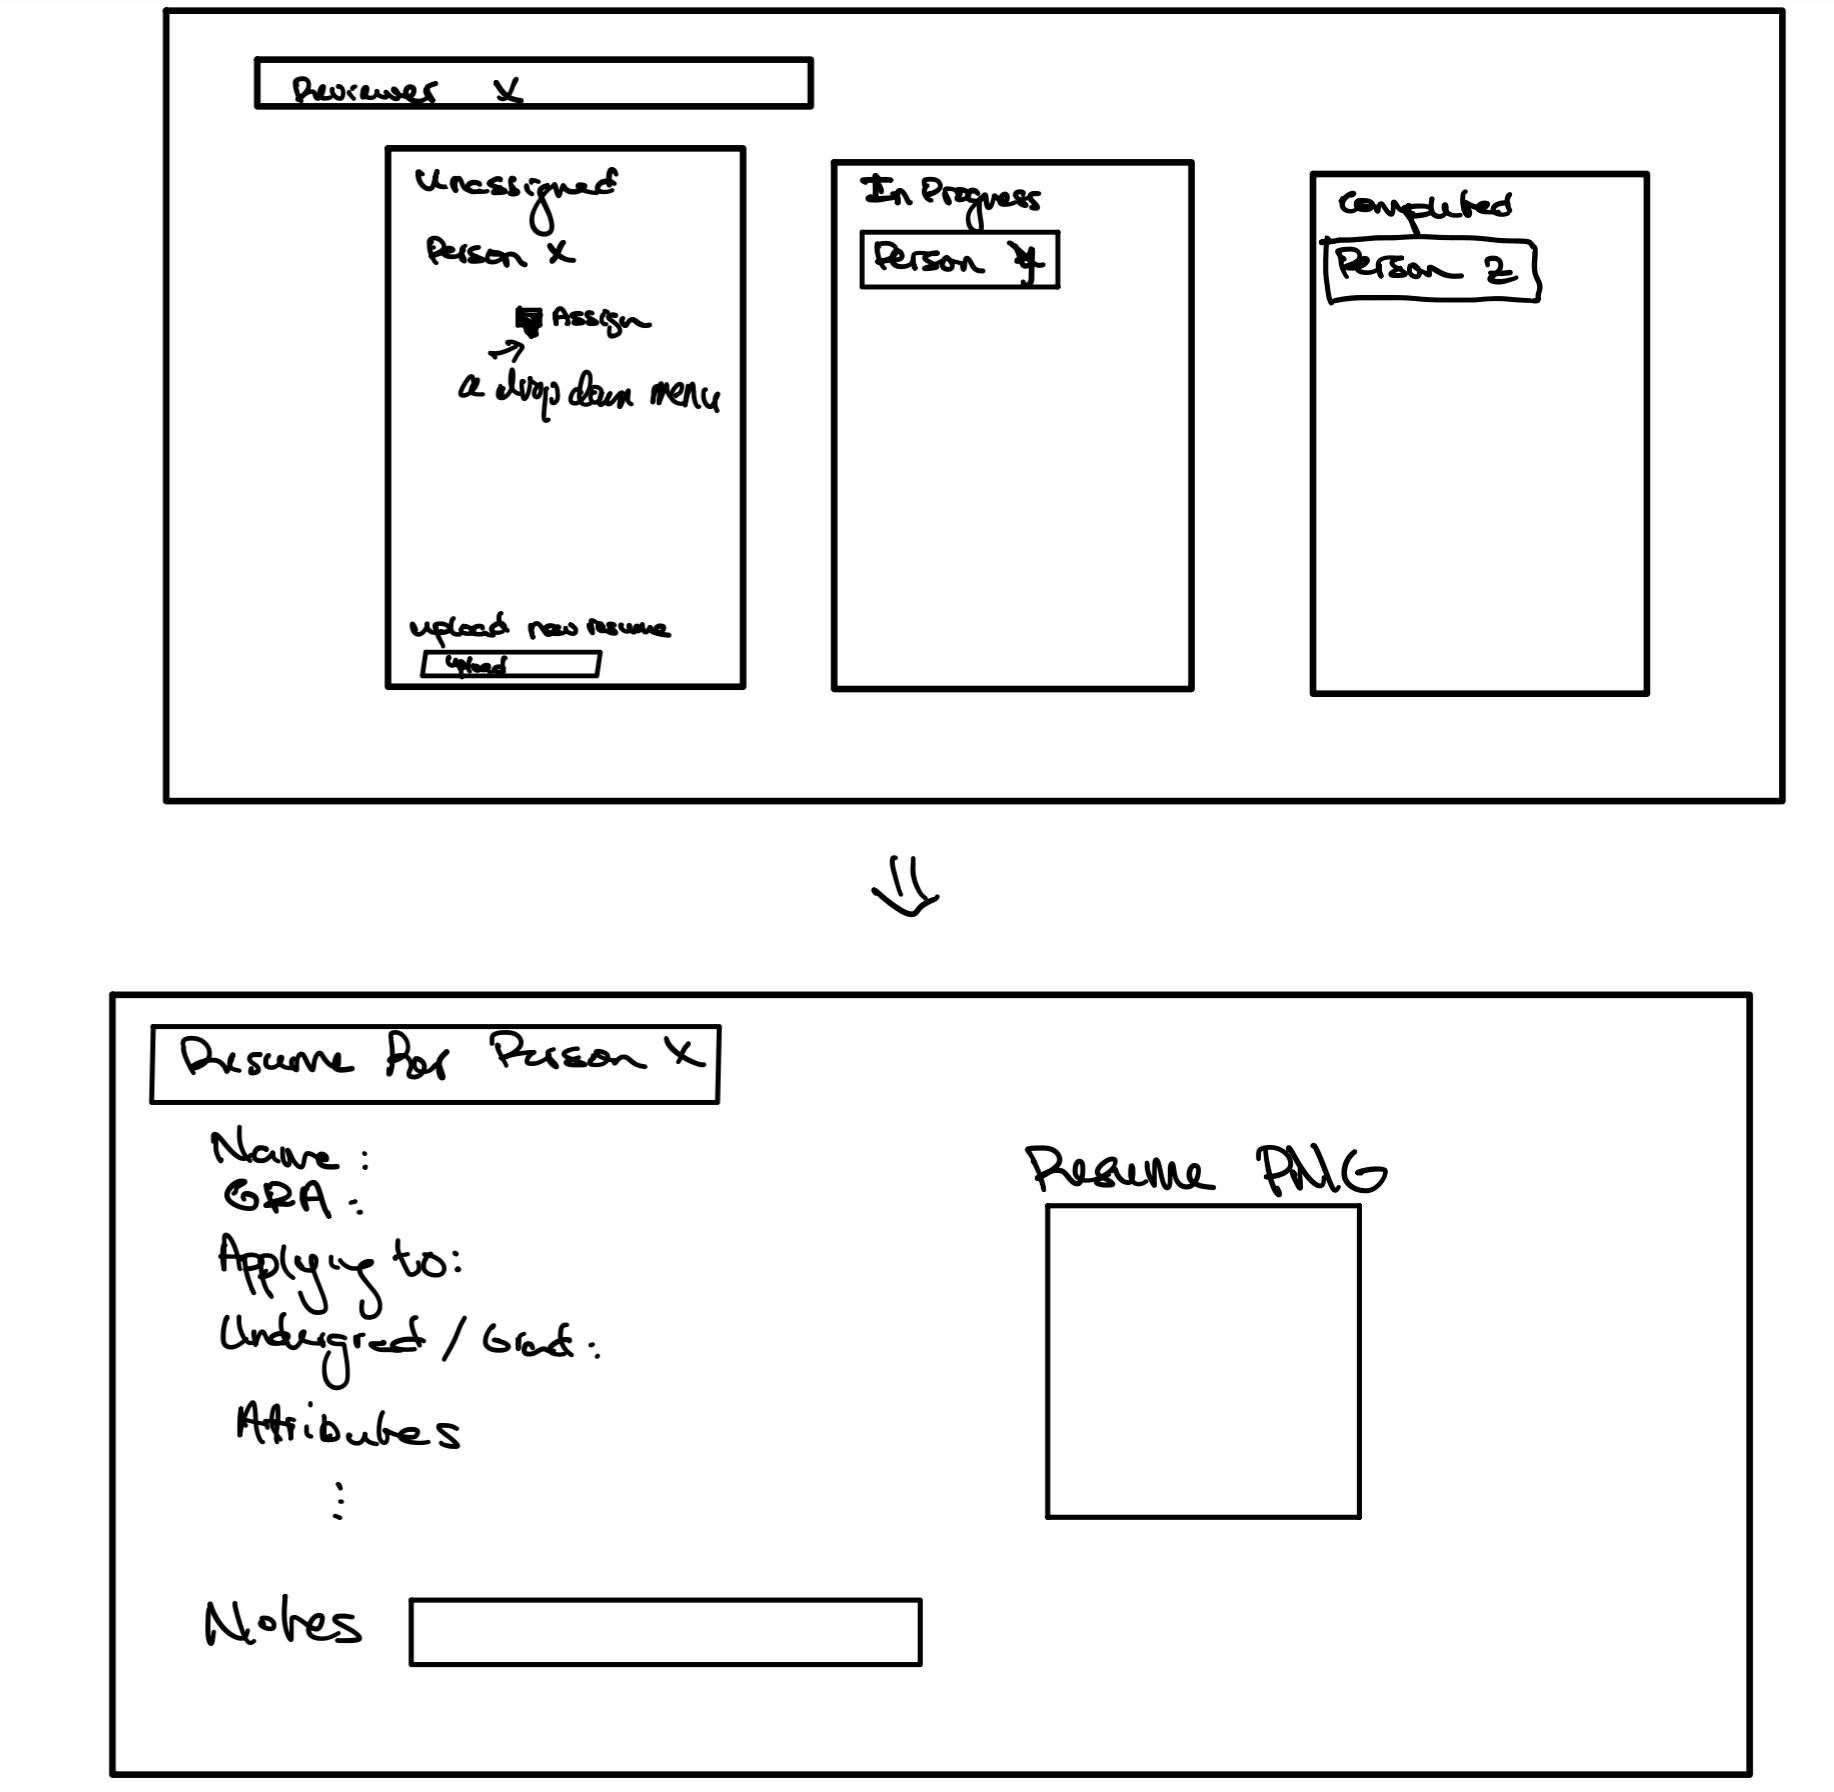 Reviewer X
Unassigned
Person X
Assign
a drop down menu
upload new resume
upload
In Progress
Person Y
Completed
Person Z
Resume for Person X
Name :
GPA :
Applying to:
Undergrad / Grad :
Attributes
⋮
Notes
Resume PNG